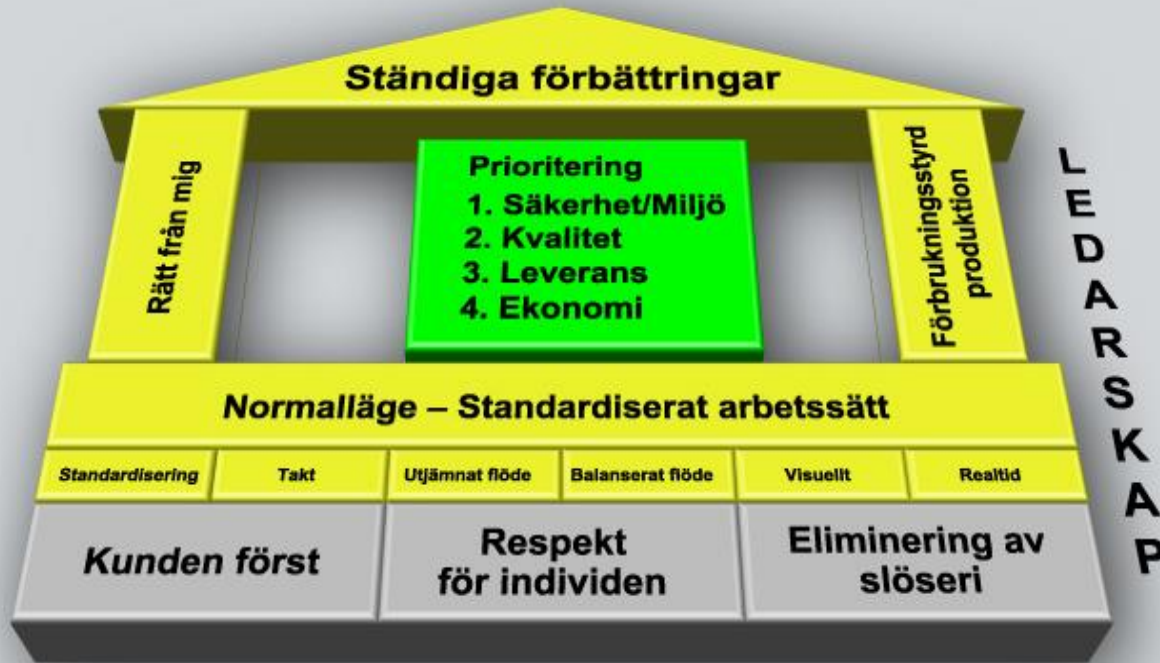 Ständiga förbättringar
Rätt från mig
Prioritering
1. Säkerhet/Miljö
2. Kvalitet
3. Leverans
4. Ekonomi
Förbrukningsstyrd
produktion
LEDARSKAP
Normalläge – Standardiserat arbetssätt
Standardisering
Takt
Utjämnat flöde
Balanserat flöde
Visuellt
Realtid
Kunden först
Respekt
för individen
Eliminering av
slöseri